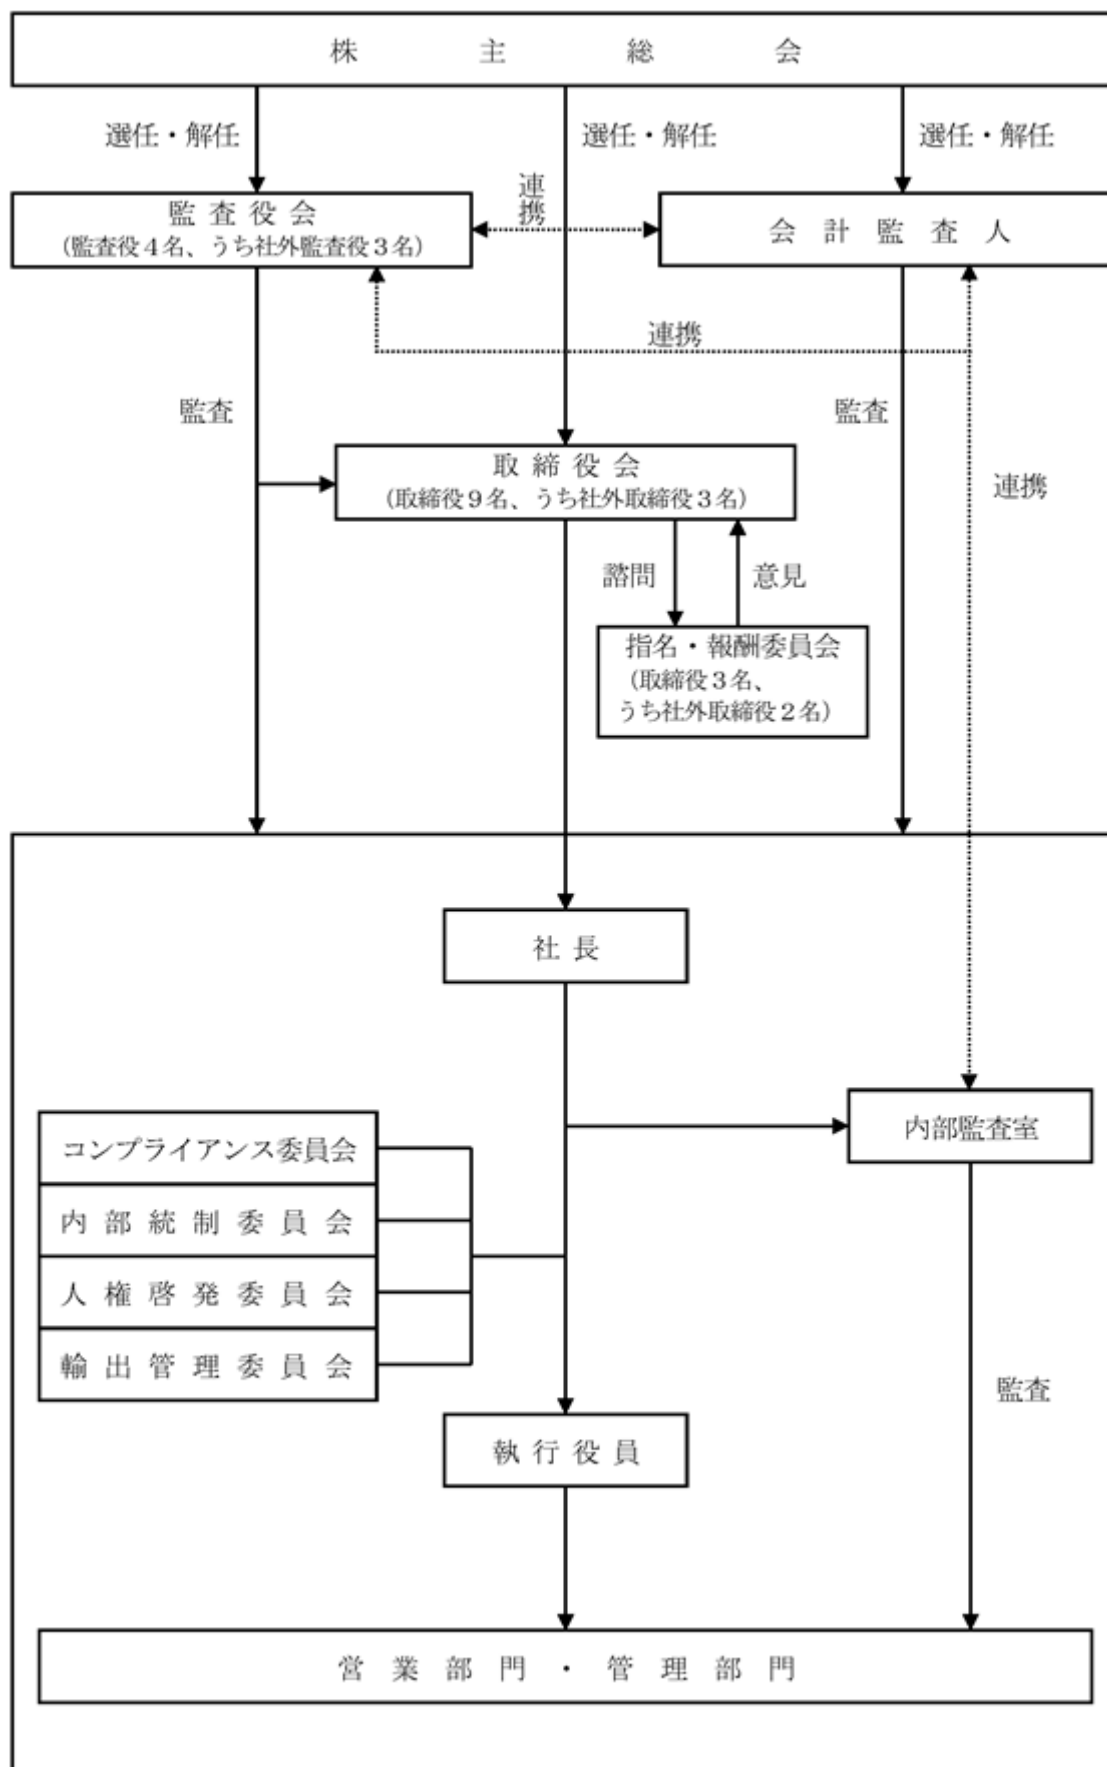 株主総会
選任・解任
選任・解任
選任・解任
監査役会
(監査役4名、うち社外監査役3名)
連携
会計監査人
連携
監査
監査
取締役会
(取締役9名、うち社外取締役3名)
連携
諮問
意見
指名・報酬委員会
(取締役3名、
うち社外取締役2名)
社長
内部監査室
コンプライアンス委員会
内部統制委員会
人権啓発委員会
輸出管理委員会
監査
執行役員
営業部門・管理部門